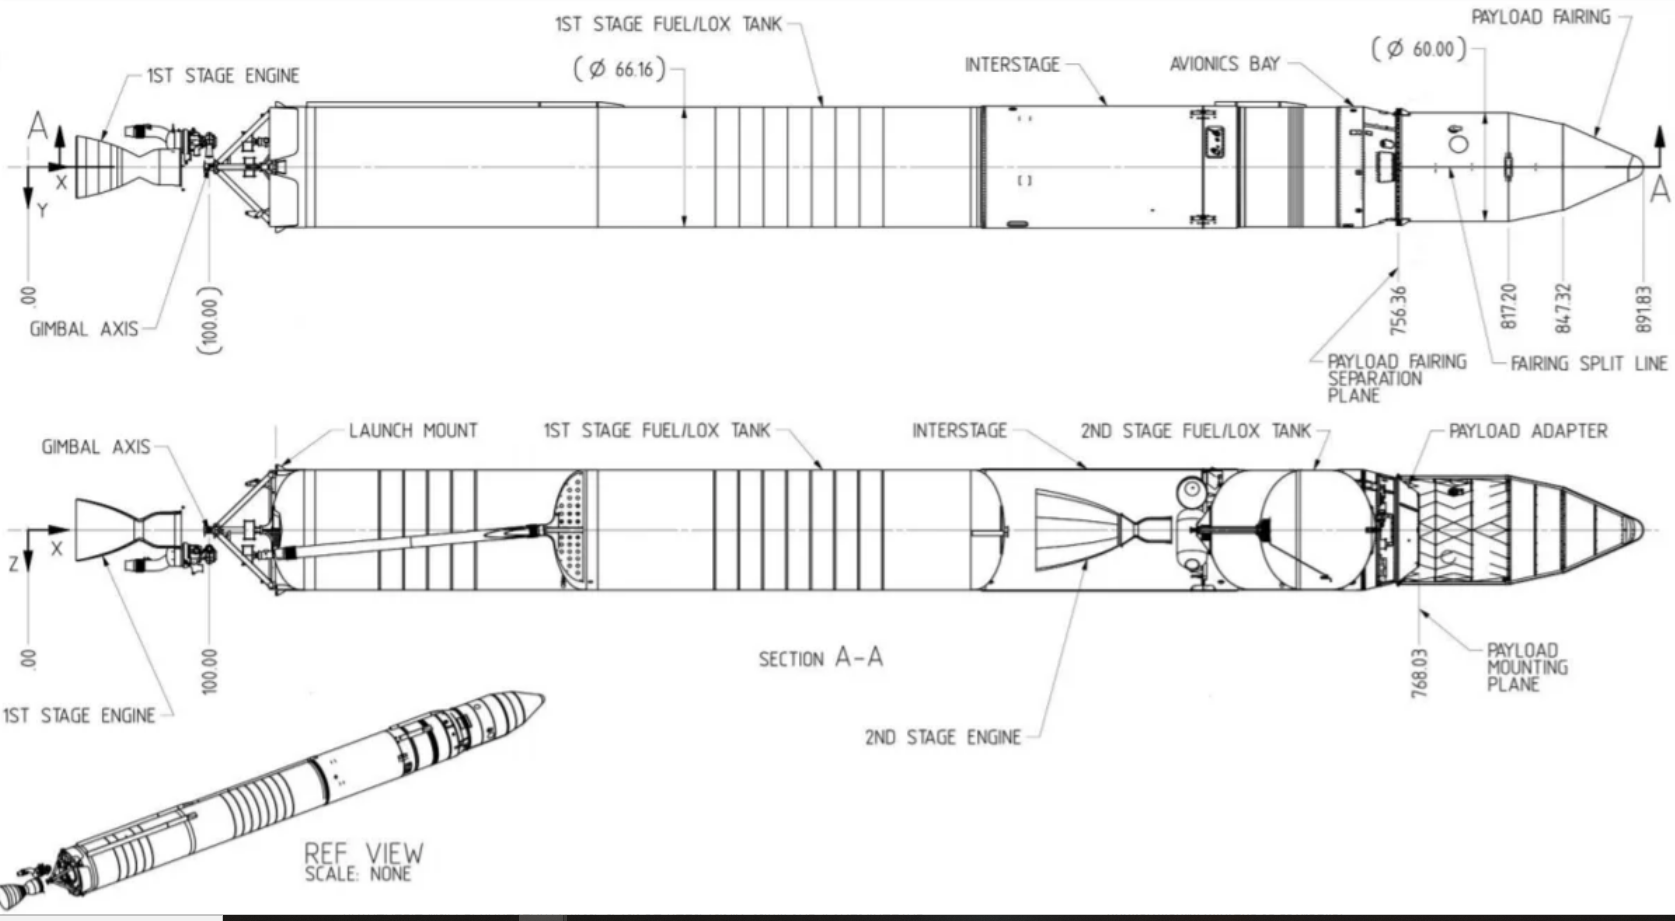 1ST STAGE FUEL/LOX TANK
PAYLOAD FAIRING
(Ø 66.16)
INTERSTAGE
AVIONICS BAY
(Ø 60.00)
1ST STAGE ENGINE
A
A
X
Y
.00
GIMBAL AXIS
(100.00)
756.36
817.20
847.32
891.83
PAYLOAD FAIRING
SEPARATION
PLANE
FAIRING SPLIT LINE
GIMBAL AXIS
LAUNCH MOUNT
1ST STAGE FUEL/LOX TANK
INTERSTAGE
2ND STAGE FUEL/LOX TANK
PAYLOAD ADAPTER
X
Z
.00
100.00
SECTION A-A
768.03
PAYLOAD
MOUNTING
PLANE
1ST STAGE ENGINE
2ND STAGE ENGINE
REF VIEW
SCALE: NONE